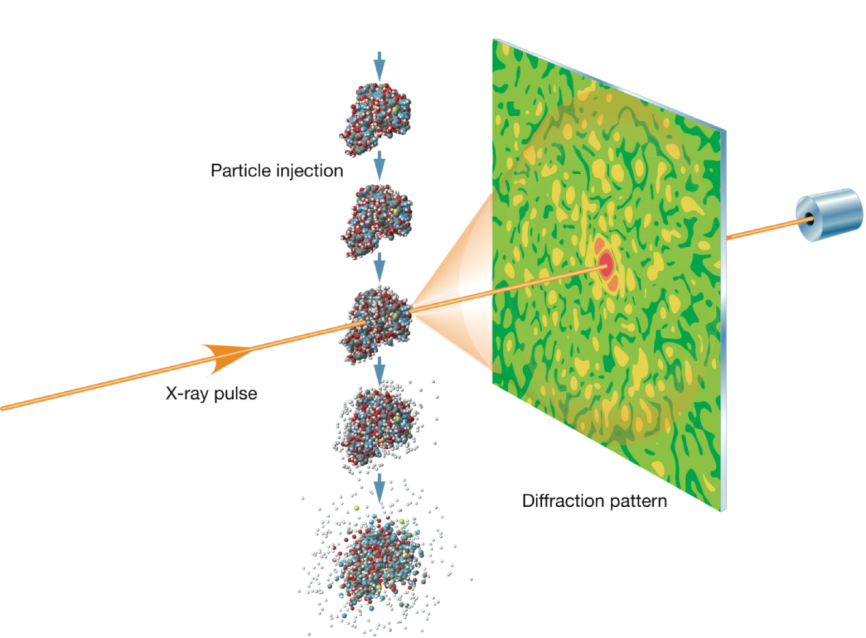 Particle injection
X-ray pulse
Diffraction pattern